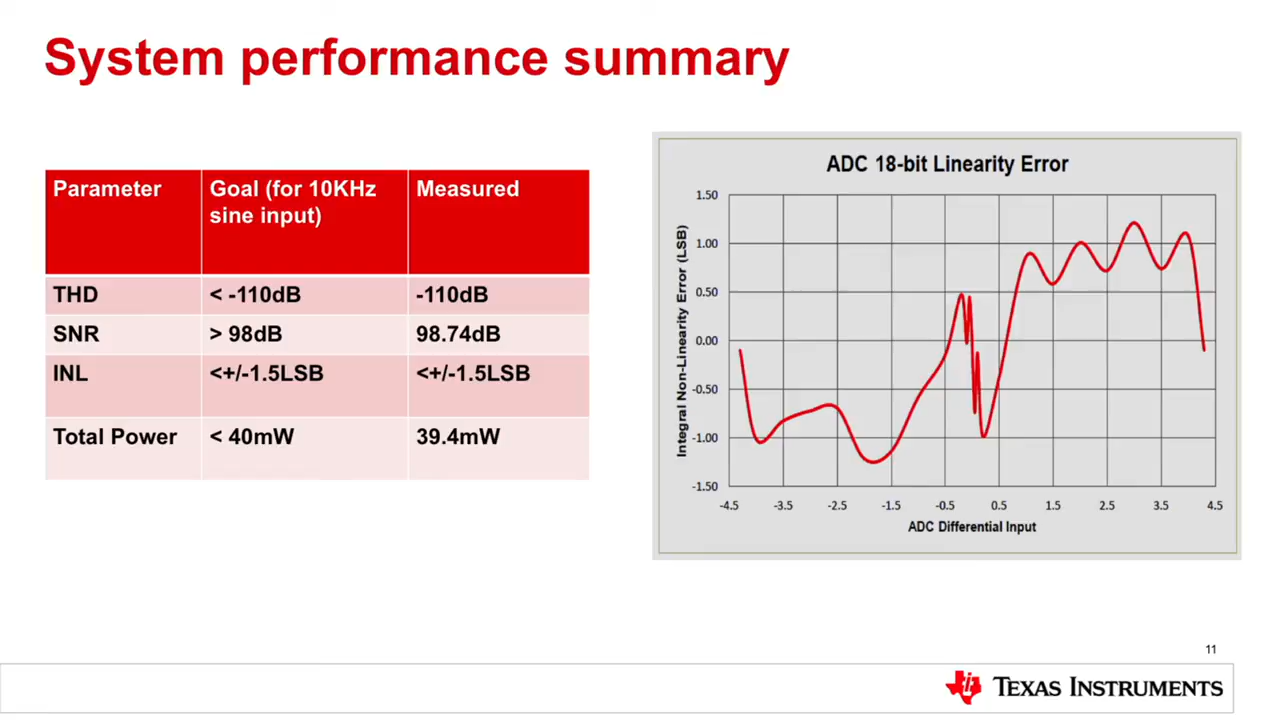 System performance summary
Parameter
Goal (for 10KHz
sine input)
Measured
THD
< -110dB
-110dB
SNR
> 98dB
98.74dB
INL
<+/-1.5LSB
<+/-1.5LSB
Total Power
< 40mW
39.4mW
ADC 18-bit Linearity Error
Integral Non-Linearity Error (LSB)
1.50
1.00
0.50
0.00
-0.50
-1.00
-1.50
-4.5 -3.5 -2.5 -1.5 -0.5 0.5 1.5 2.5 3.5 4.5
ADC Differential Input
11
TEXAS INSTRUMENTS